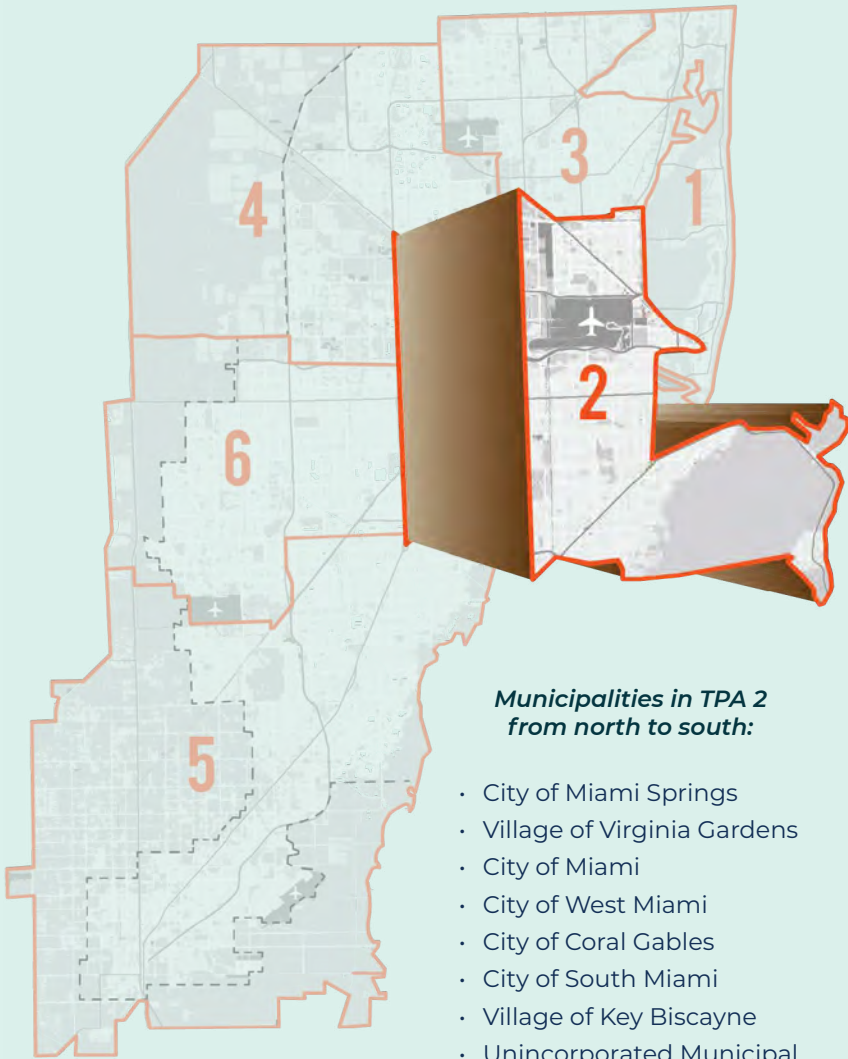 3
1
4
2
6
5
Municipalities in TPA 2
from north to south:
· City of Miami Springs
· Village of Virginia Gardens
· City of Miami
· City of West Miami
· City of Coral Gables
· City of South Miami
· Village of Key Biscayne
· Unincorporated Municipal